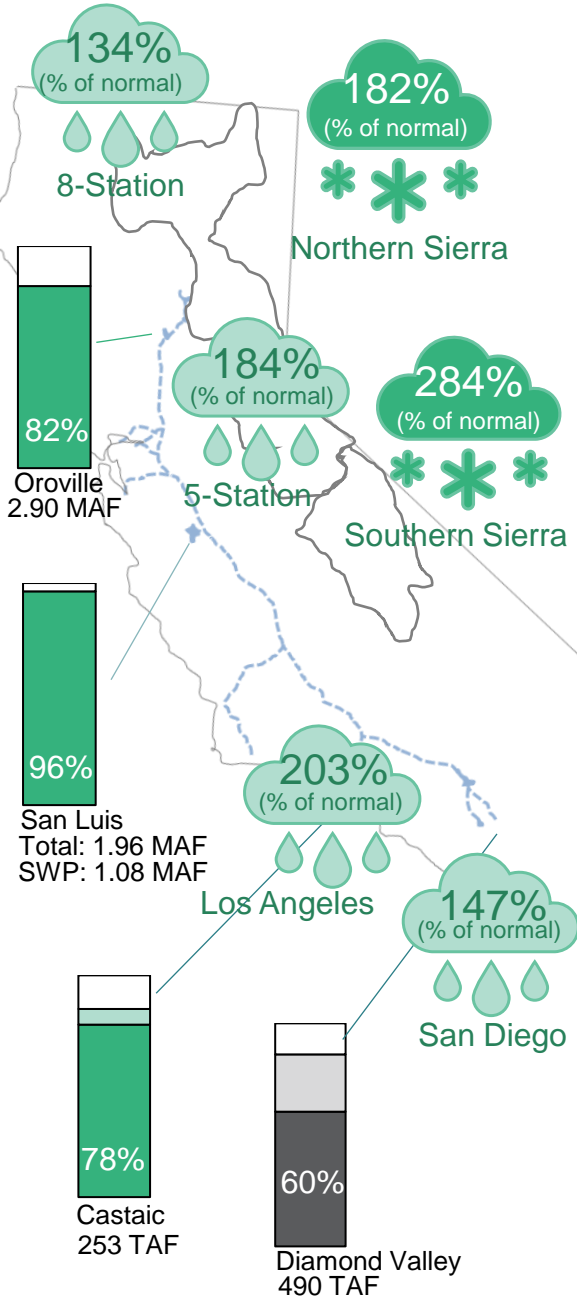 134%
(% of normal)
8-Station
182%
(% of normal)
Northern Sierra
82%
Oroville
2.90 MAF
184%
(% of normal)
5-Station
284%
(% of normal)
Southern Sierra
96%
San Luis
Total: 1.96 MAF
SWP: 1.08 MAF
203%
(% of normal)
Los Angeles
147%
(% of normal)
San Diego
78%
Castaic
253 TAF
60%
Diamond Valley
490 TAF